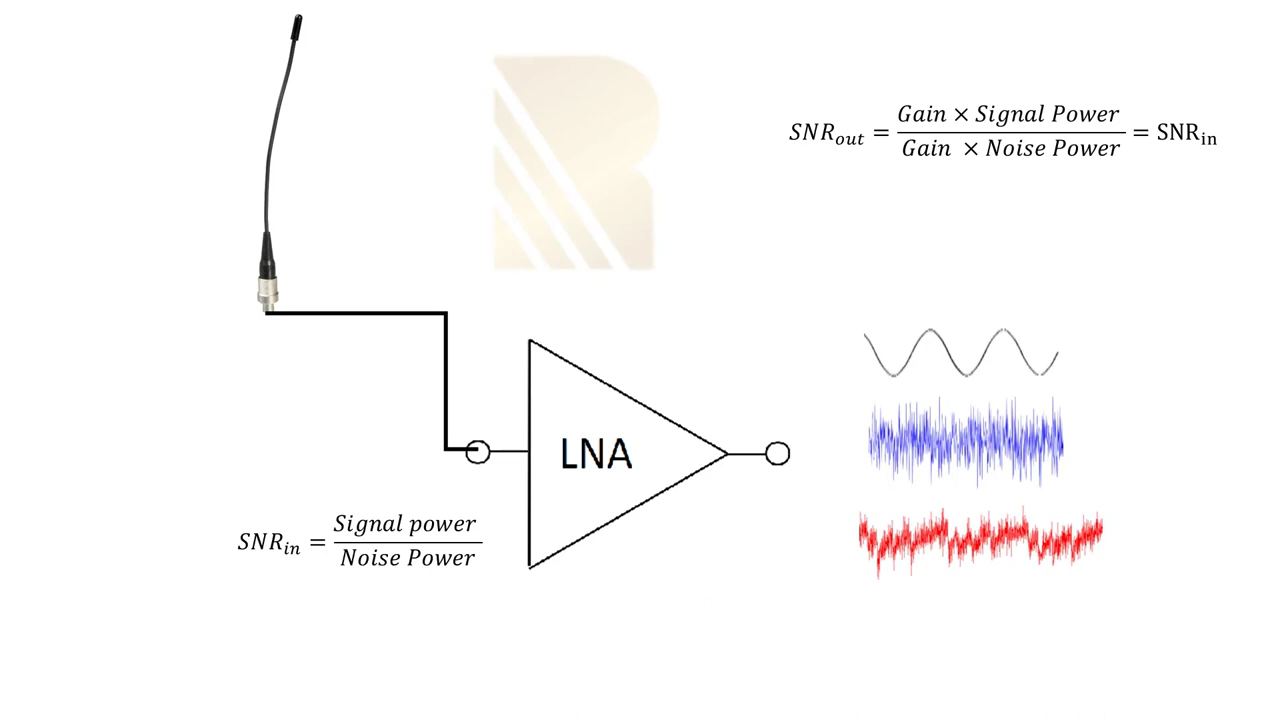 SNR_out = (Gain × Signal Power) / (Gain × Noise Power) = SNR_in
LNA
SNR_in = (Signal power) / (Noise Power)